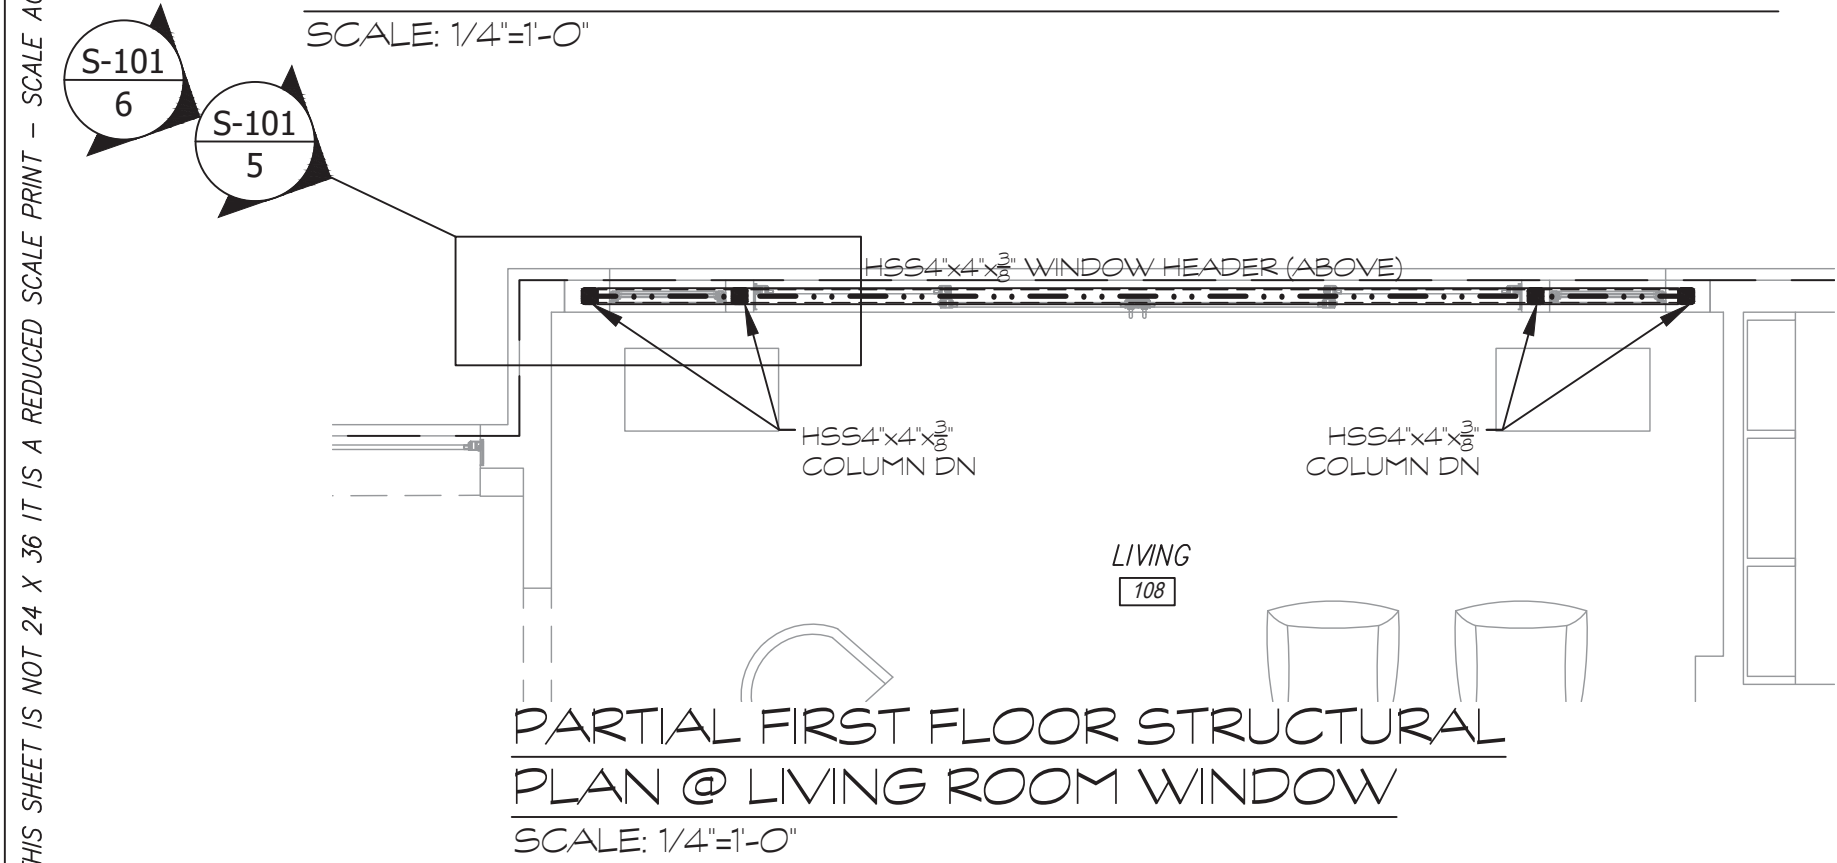 SCALE: 1/4"=1'-0"
S-101
6
S-101
5
HSS4"x4"x3/8" WINDOW HEADER (ABOVE)
HSS4"x4"x3/8"
COLUMN DN
HSS4"x4"x3/8"
COLUMN DN
LIVING
108
PARTIAL FIRST FLOOR STRUCTURAL
PLAN @ LIVING ROOM WINDOW
SCALE: 1/4"=1'-0"
THIS SHEET IS NOT 24 X 36 IT IS A REDUCED SCALE PRINT - SCALE